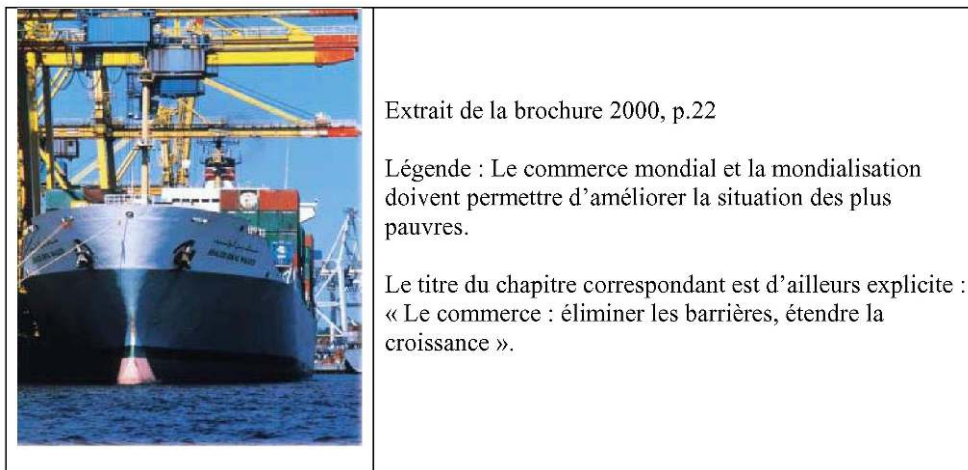 Extrait de la brochure 2000, p.22
Légende : Le commerce mondial et la mondialisation
doivent permettre d'améliorer la situation des plus
pauvres.
Le titre du chapitre correspondant est d'ailleurs explicite :
« Le commerce : éliminer les barrières, étendre la
croissance ».